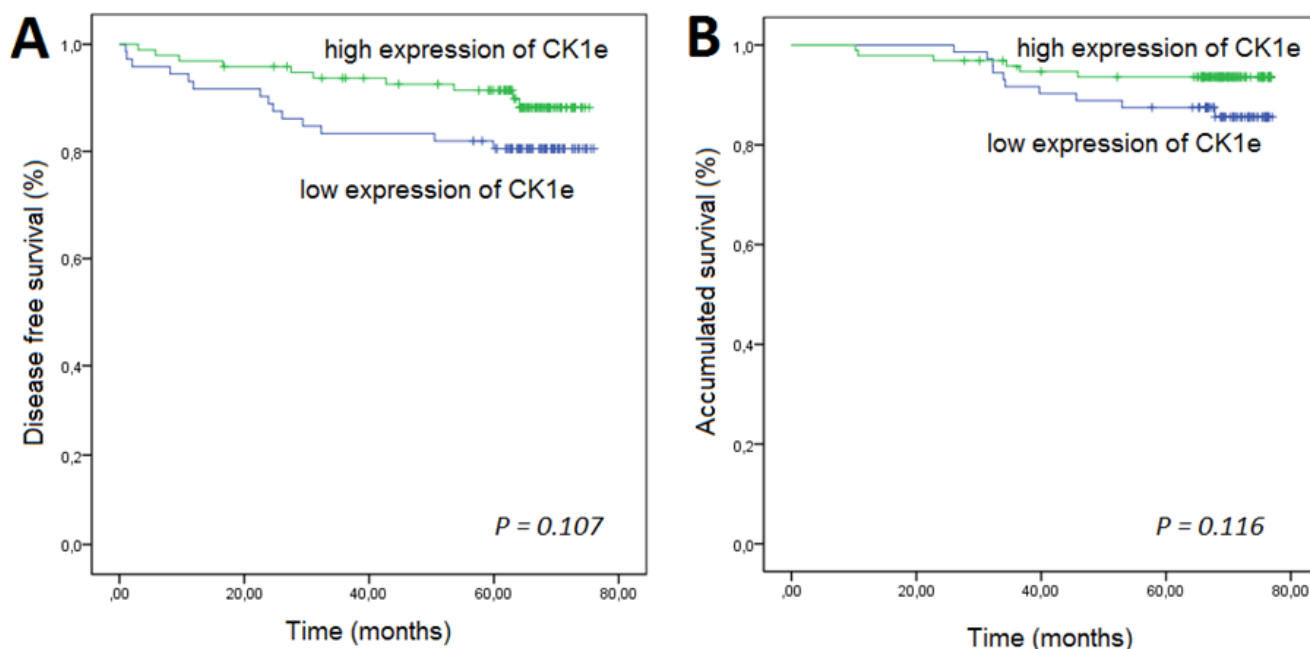 A
Disease free survival (%)
1,0
0,8
0,6
0,4
0,2
0,0
high expression of CK1e
low expression of CK1e
P = 0.107
,00
20,00
40,00
60,00
80,00
Time (months)
B
Accumulated survival (%)
1,0
0,8
0,6
0,4
0,2
0,0
high expression of CK1e
low expression of CK1e
P = 0.116
,00
20,00
40,00
60,00
80,00
Time (months)